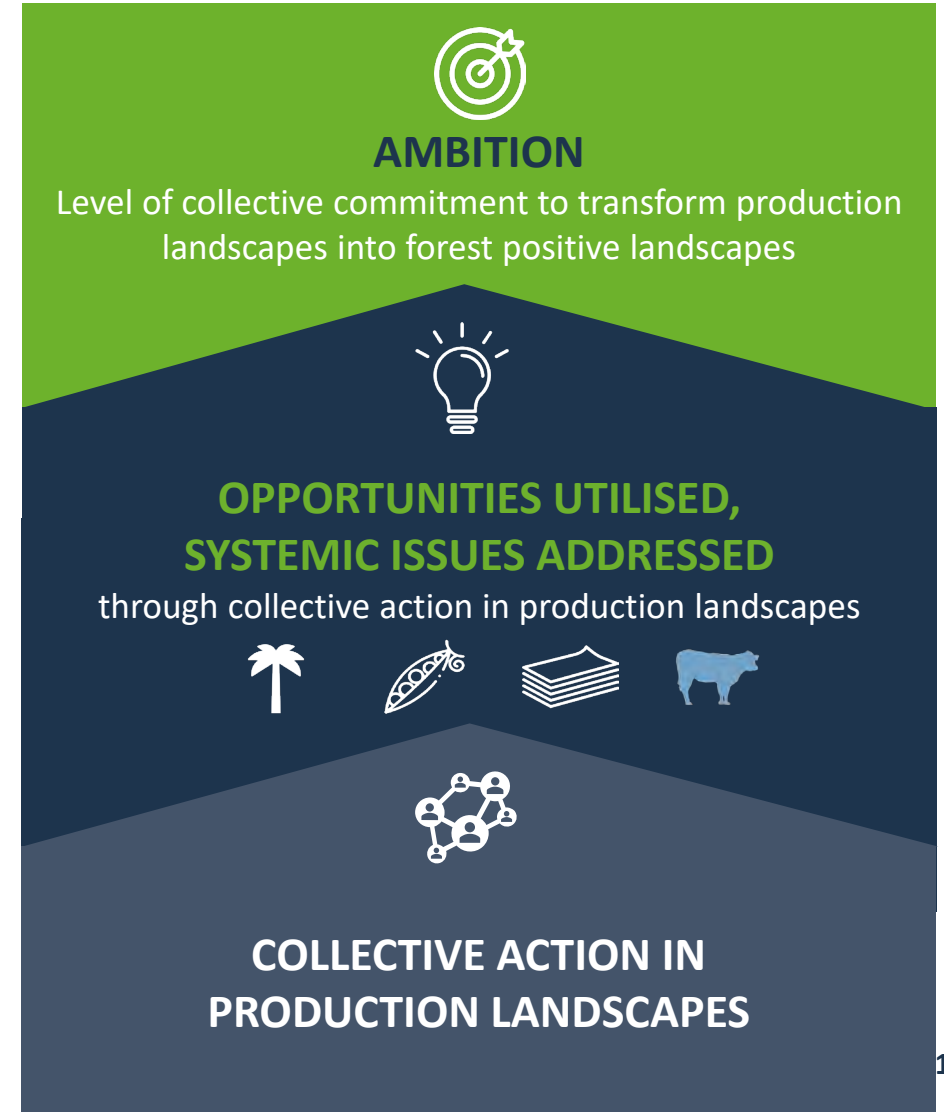 AMBITION
Level of collective commitment to transform production
landscapes into forest positive landscapes
OPPORTUNITIES UTILISED,
SYSTEMIC ISSUES ADDRESSED
through collective action in production landscapes
COLLECTIVE ACTION IN
PRODUCTION LANDSCAPES
1